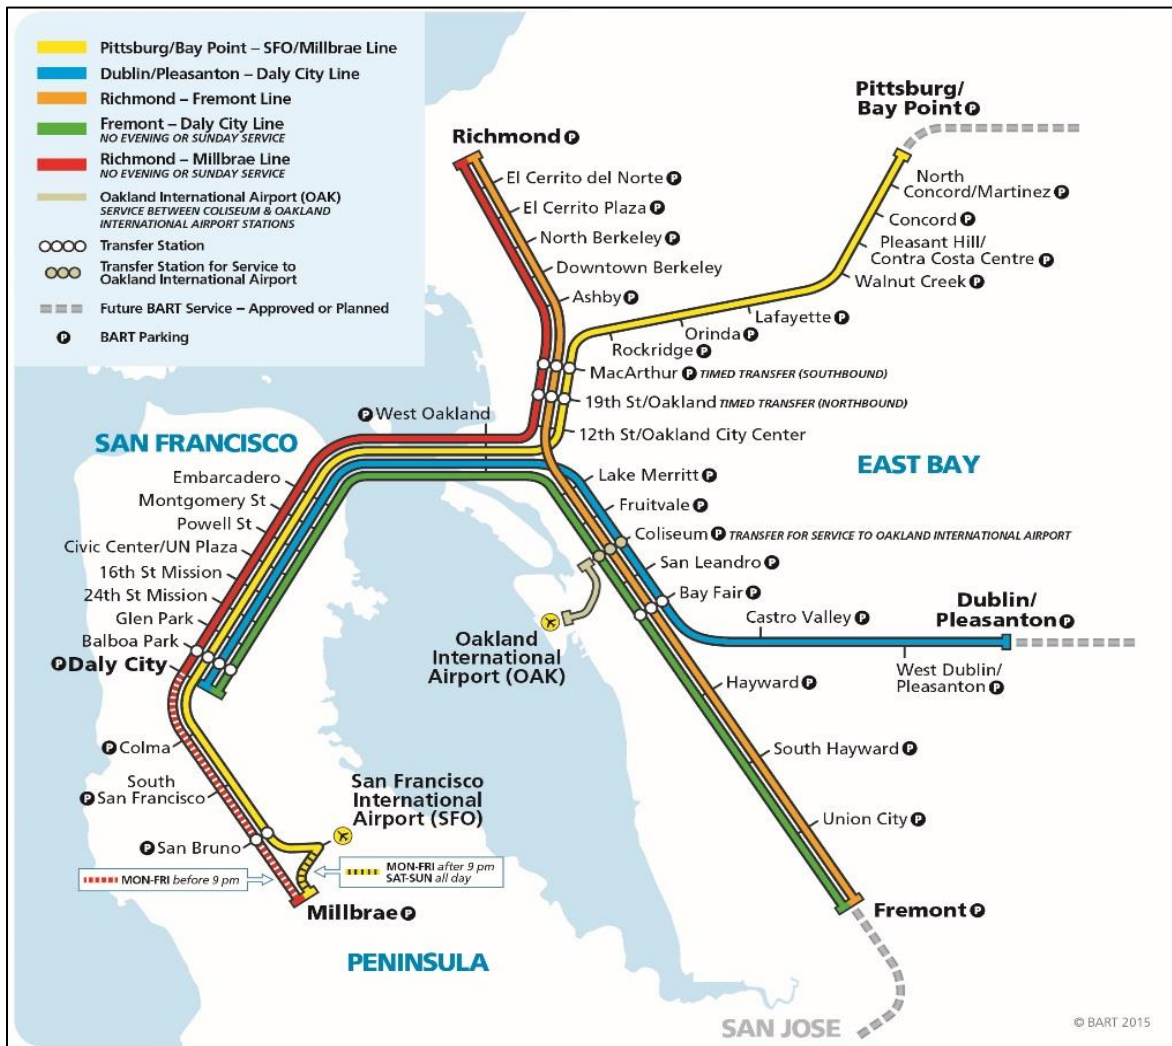 Pittsburg/Bay Point – SFO/Millbrae Line
Dublin/Pleasanton – Daly City Line
Richmond – Fremont Line
Fremont – Daly City Line
NO EVENING OR SUNDAY SERVICE
Richmond – Millbrae Line
NO EVENING OR SUNDAY SERVICE
Oakland International Airport (OAK)
SERVICE BETWEEN COLISEUM & OAKLAND
INTERNATIONAL AIRPORT STATIONS
Transfer Station
Transfer Station for Service to
Oakland International Airport
Future BART Service – Approved or Planned
P BART Parking
Richmond P
El Cerrito del Norte P
El Cerrito Plaza P
North Berkeley P
Downtown Berkeley
Ashby P
Pittsburg/
Bay Point P
North
Concord/Martinez P
Concord P
Pleasant Hill/
Contra Costa Centre P
Walnut Creek P
Lafayette P
Orinda P
Rockridge P
MacArthur P TIMED TRANSFER (SOUTHBOUND)
19th St/Oakland TIMED TRANSFER (NORTHBOUND)
12th St/Oakland City Center
P West Oakland
SAN FRANCISCO
EAST BAY
Embarcadero
Montgomery St
Powell St
Civic Center/UN Plaza
16th St Mission
24th St Mission
Glen Park
Balboa Park
P Daly City
Lake Merritt P
Fruitvale P
Coliseum P TRANSFER FOR SERVICE TO OAKLAND INTERNATIONAL AIRPORT
San Leandro P
Bay Fair P
Castro Valley P
Dublin/
Pleasanton P
West Dublin/
Pleasanton P
Oakland
International
Airport (OAK)
Hayward P
South Hayward P
Union City P
Fremont P
P Colma
South
P San Francisco
San Francisco
International
Airport (SFO)
P San Bruno
MON-FRI before 9 pm
MON-FRI after 9 pm
SAT-SUN all day
Millbrae P
PENINSULA
SAN JOSE
© BART 2015